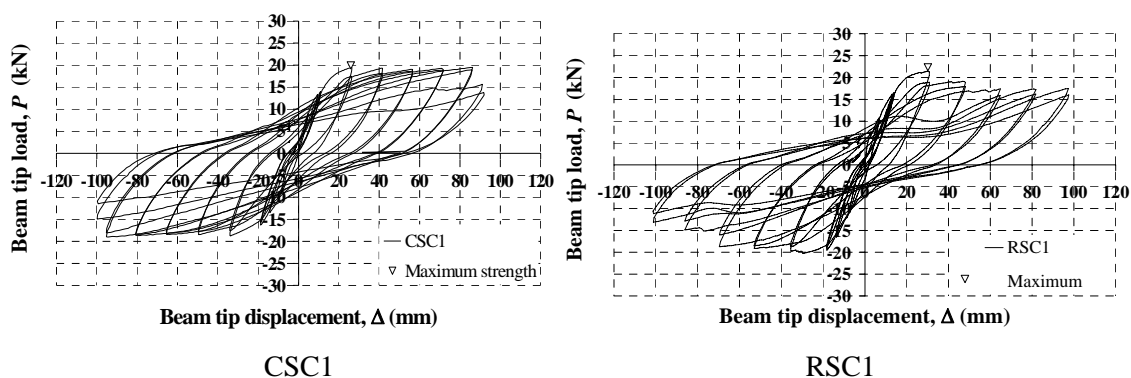 Beam tip load, P (kN)
30
25
20
15
10
5
0
-5
-10
-15
-20
-25
-30
-120 -100 -80 -60 -40 -20 0 20 40 60 80 100 120
CSC1
Maximum strength
Beam tip displacement, Δ (mm)
CSC1
Beam tip load, P (kN)
30
25
20
15
10
5
0
-5
-10
-15
-20
-25
-30
-120 -100 -80 -60 -40 -20 0 20 40 60 80 100 120
RSC1
Maximum
Beam tip displacement, Δ (mm)
RSC1